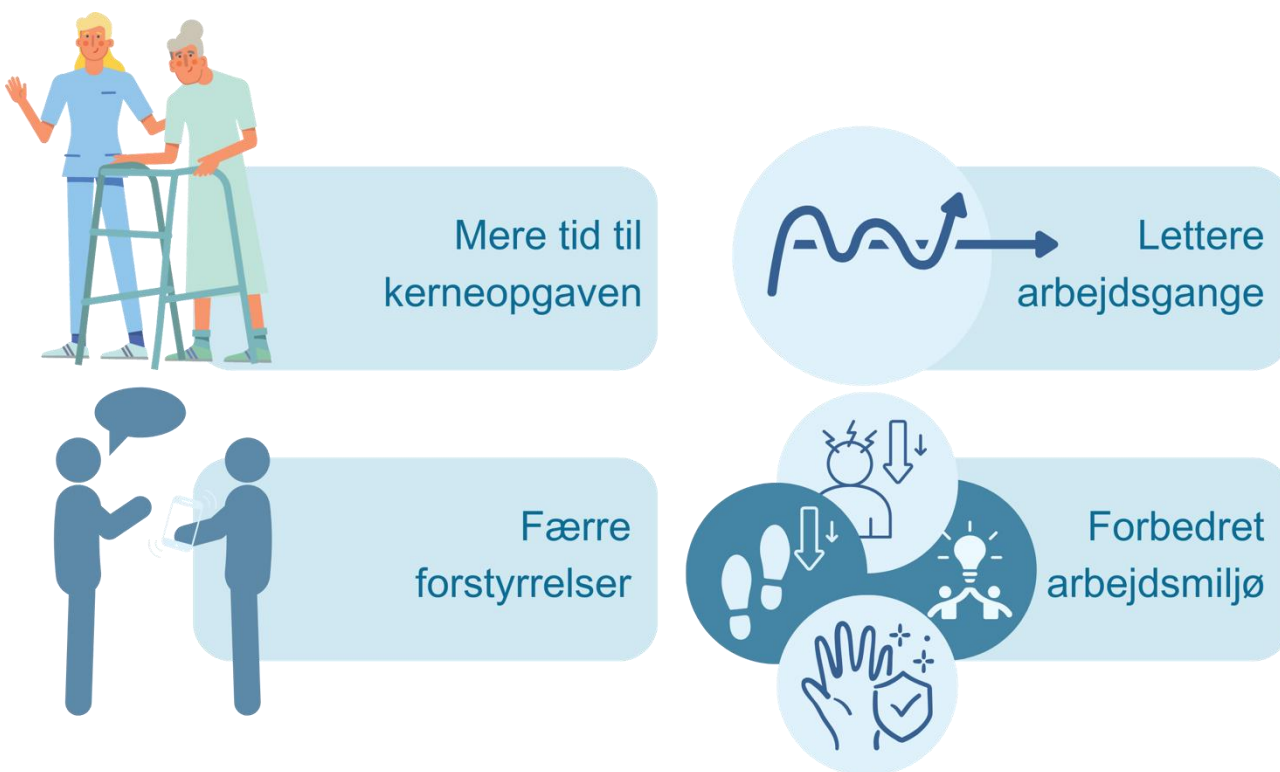 Mere tid til
kerneopgaven
Lettere
arbejdsgange
Færre
forstyrrelser
Forbedret
arbejdsmiljø